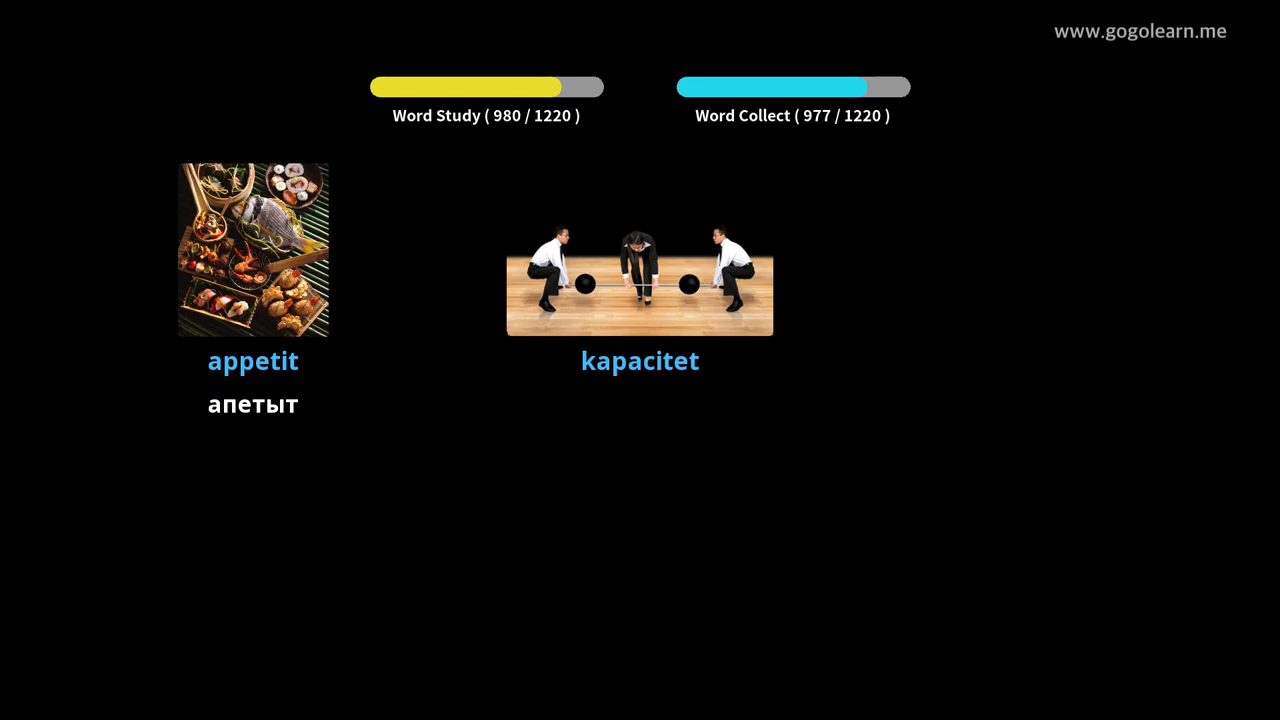 www.gogolearn.me
Word Study ( 980 / 1220 )
Word Collect ( 977 / 1220 )
appetit
апетыт
kapacitet